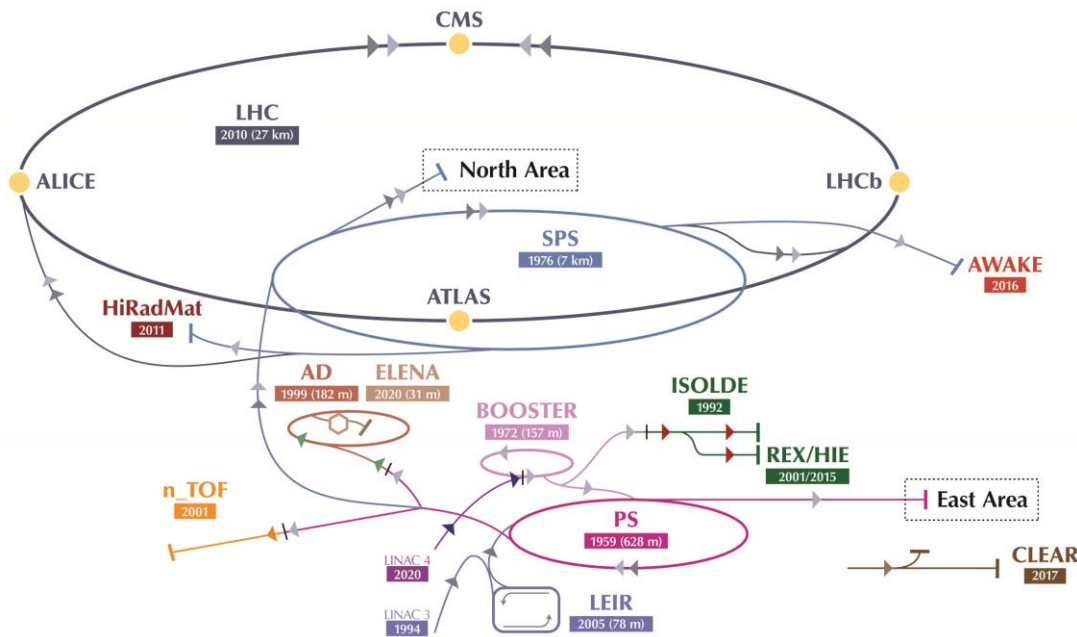 CMS
LHC
2010 (27 km)
North Area
ALICE
LHCb
SPS
1976 (7 km)
AWAKE
2016
ATLAS
HiRadMat
2011
AD
1999 (182 m)
ELENA
2020 (31 m)
ISOLDE
1992
BOOSTER
1972 (157 m)
REX/HIE
2001/2015
n_TOF
2001
East Area
PS
1959 (628 m)
LINAC 4
2020
CLEAR
2017
LINAC 3
1994
LEIR
2005 (78 m)